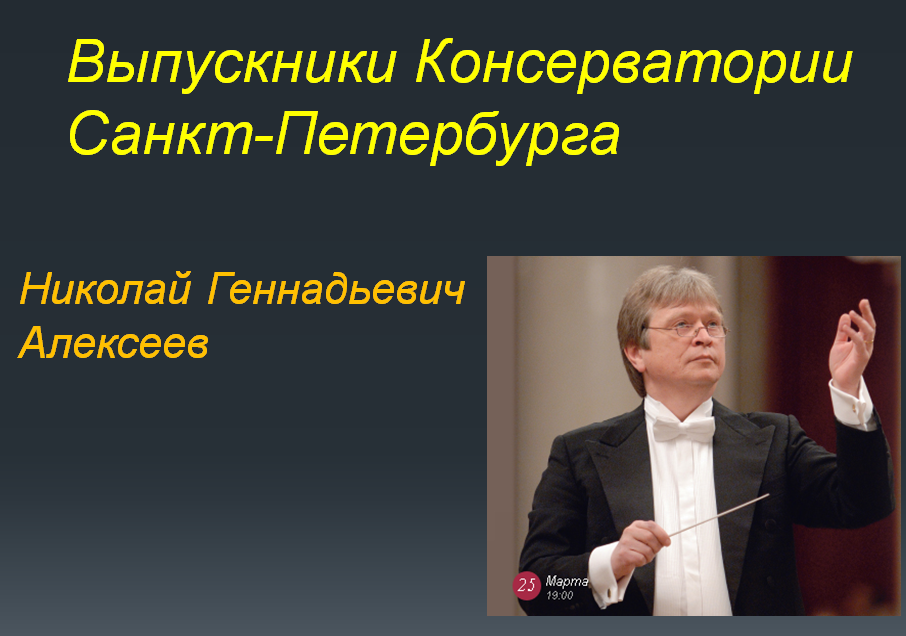 Выпускники Консерватории
Санкт-Петербурга
Николай Геннадьевич
Алексеев
25 Марта
19:00